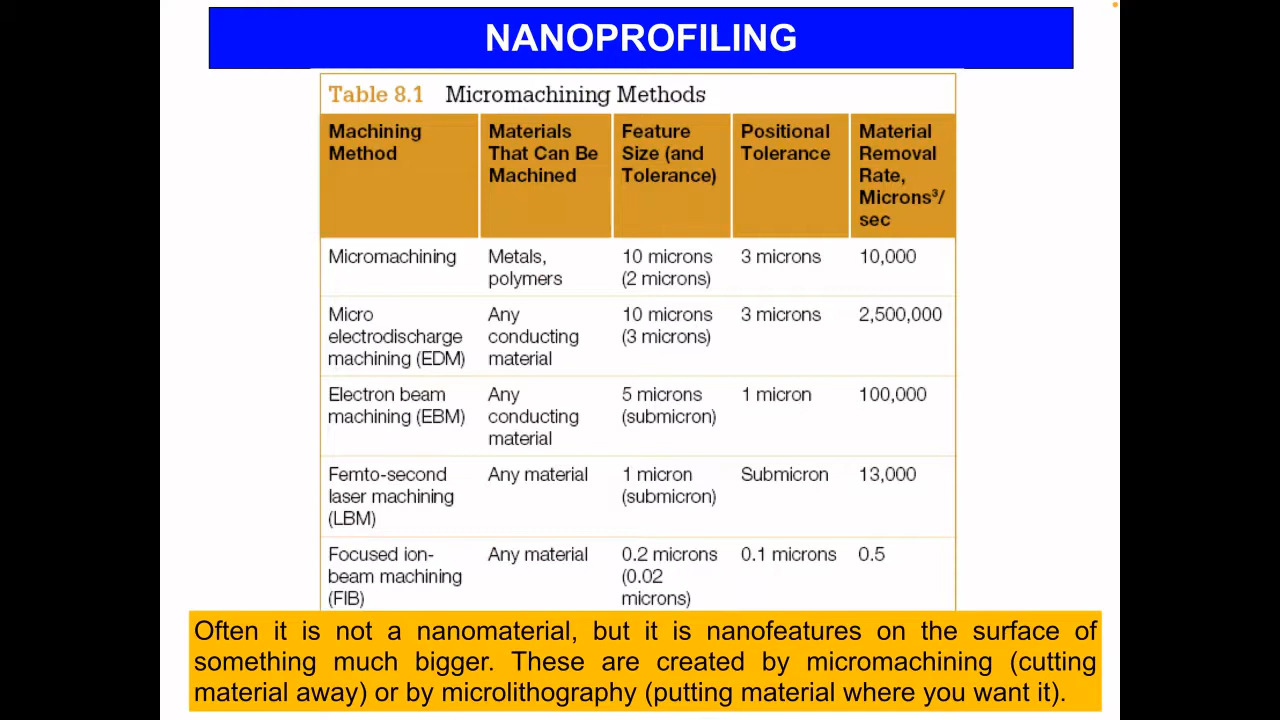 NANOPROFILING
Table 8.1 Micromachining Methods
Machining Method
Materials That Can Be Machined
Feature Size (and Tolerance)
Positional Tolerance
Material Removal Rate, Microns³/ sec
Micromachining
Metals, polymers
10 microns (2 microns)
3 microns
10,000
Micro electrodischarge machining (EDM)
Any conducting material
10 microns (3 microns)
3 microns
2,500,000
Electron beam machining (EBM)
Any conducting material
5 microns (submicron)
1 micron
100,000
Femto-second laser machining (LBM)
Any material
1 micron (submicron)
Submicron
13,000
Focused ion-beam machining (FIB)
Any material
0.2 microns (0.02 microns)
0.1 microns
0.5
Often it is not a nanomaterial, but it is nanofeatures on the surface of
something much bigger. These are created by micromachining (cutting
material away) or by microlithography (putting material where you want it).